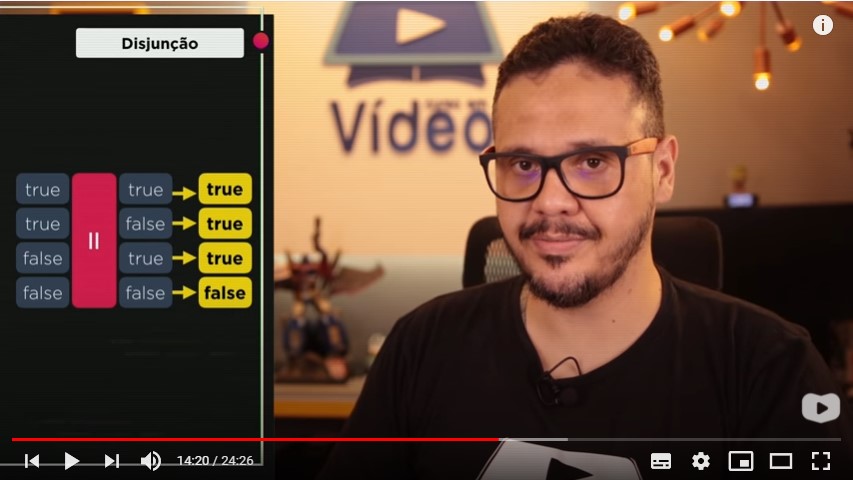 Disjunção
true || true true
true false true
false true true
false false false
Vídeo
14:20 / 24:26